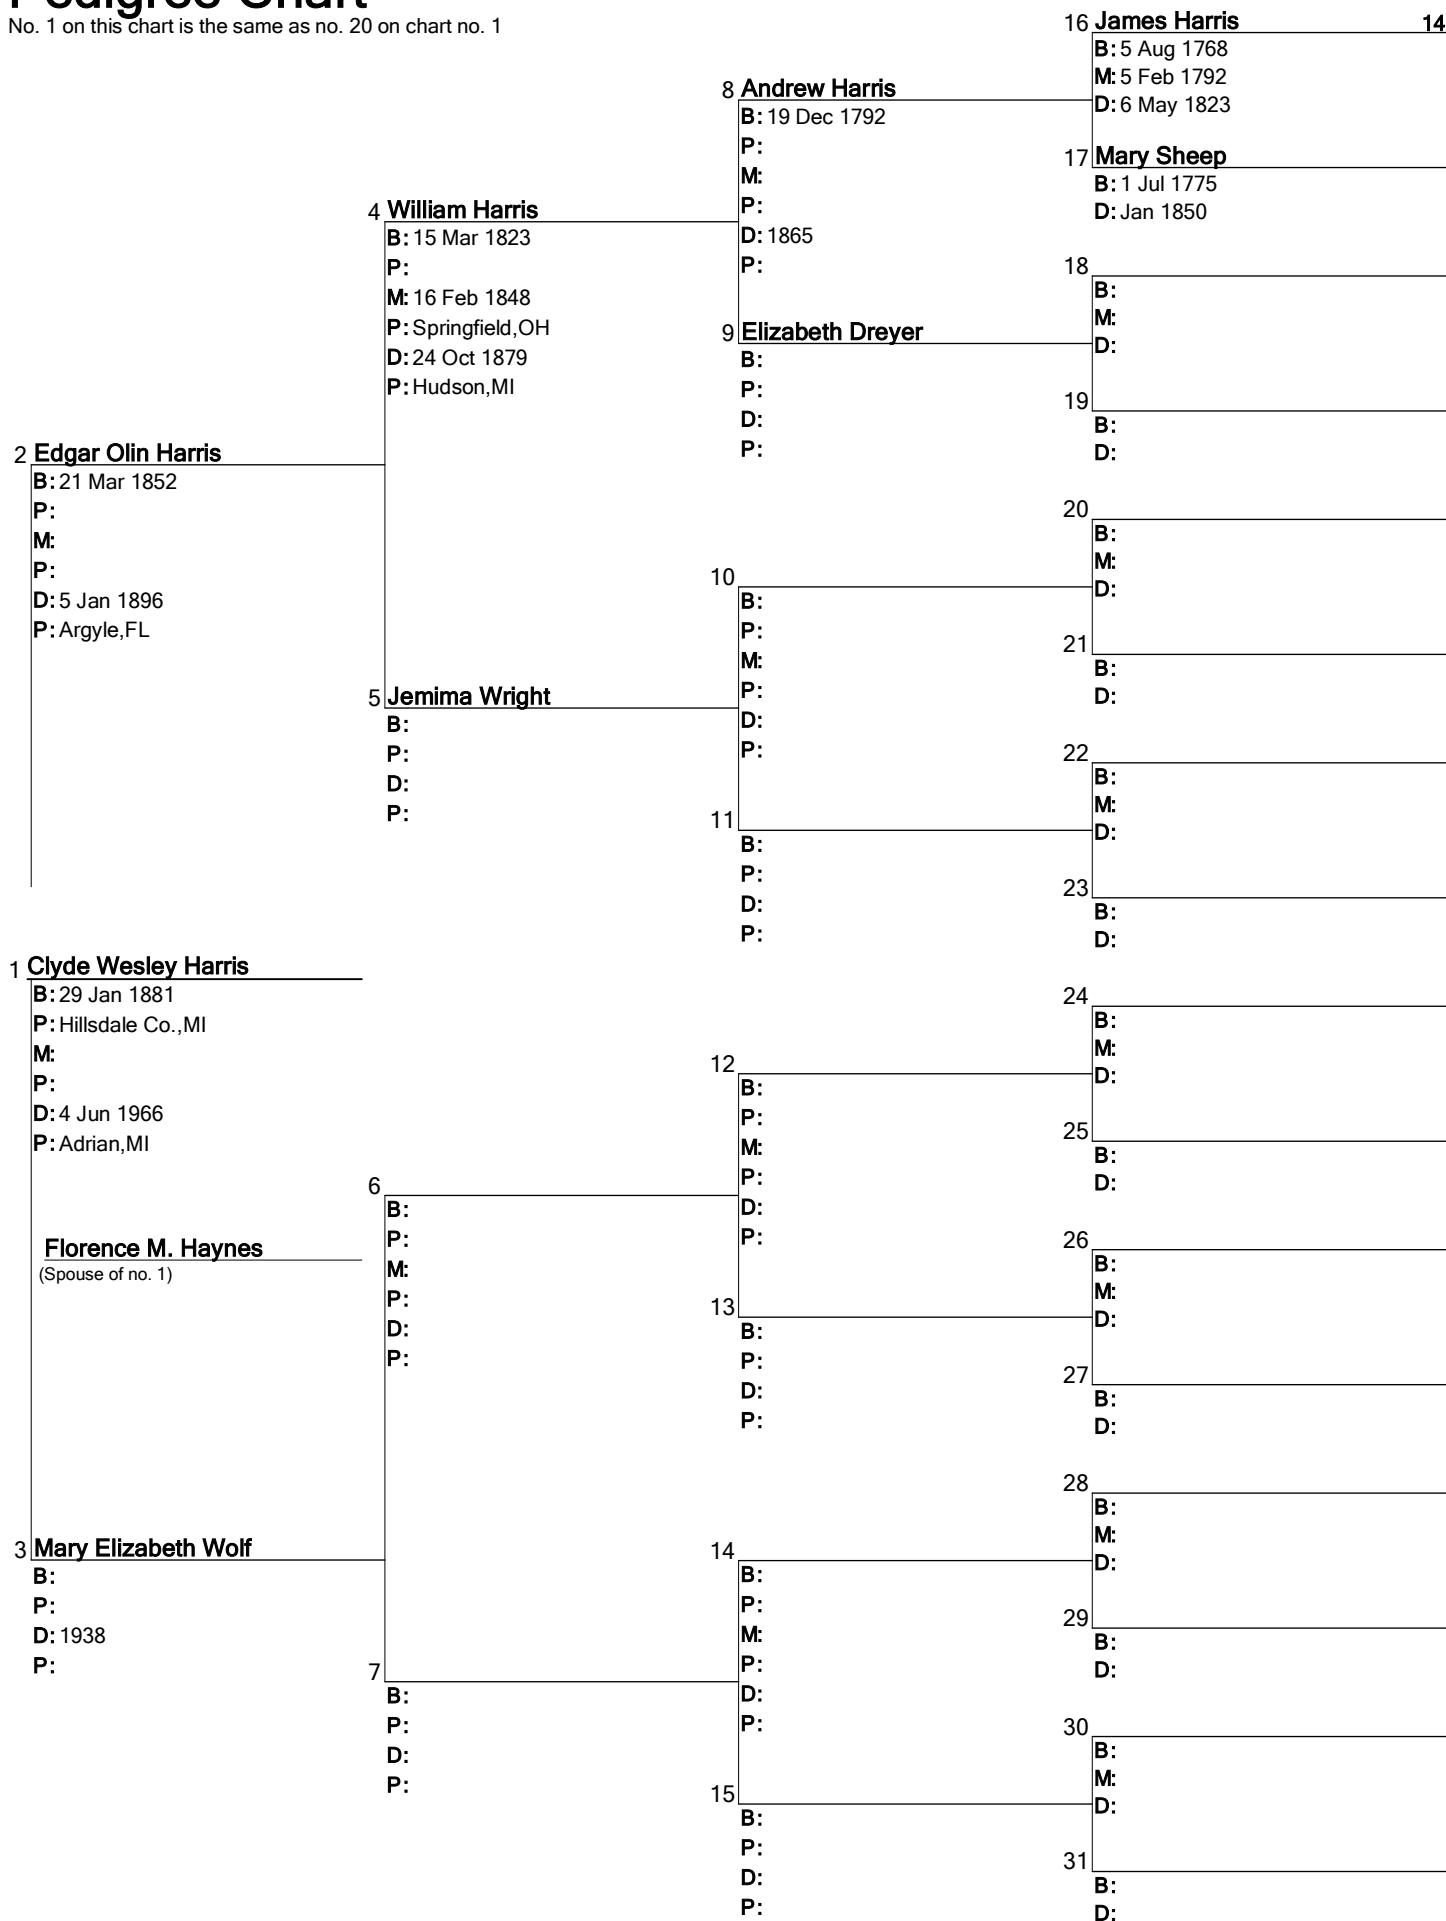 Pedigree Chart
No. 1 on this chart is the same as no. 20 on chart no. 1
2 Edgar Olin Harris
B: 21 Mar 1852
P:
M:
P:
D: 5 Jan 1896
P: Argyle,FL
1 Clyde Wesley Harris
B: 29 Jan 1881
P: Hillsdale Co.,MI
M:
P:
D: 4 Jun 1966
P: Adrian,MI
Florence M. Haynes
(Spouse of no. 1)
3 Mary Elizabeth Wolf
B:
P:
D: 1938
P:
4 William Harris
B: 15 Mar 1823
P:
M: 16 Feb 1848
P: Springfield,OH
D: 24 Oct 1879
P: Hudson,MI
5 Jemima Wright
B:
P:
D:
P:
6
B:
P:
M:
P:
D:
P:
7
B:
P:
D:
P:
8 Andrew Harris
B: 19 Dec 1792
P:
M:
P:
D: 1865
P:
9 Elizabeth Dreyer
B:
P:
D:
P:
10
B:
P:
M:
P:
D:
P:
11
B:
P:
D:
P:
12
B:
P:
M:
P:
D:
P:
13
B:
P:
D:
P:
14
B:
P:
M:
P:
D:
P:
15
B:
P:
D:
P:
16 James Harris 14
B: 5 Aug 1768
M: 5 Feb 1792
D: 6 May 1823
17 Mary Sheep
B: 1 Jul 1775
D: Jan 1850
18
B:
M:
D:
19
B:
D:
20
B:
M:
D:
21
B:
D:
22
B:
M:
D:
23
B:
D:
24
B:
M:
D:
25
B:
D:
26
B:
M:
D:
27
B:
D:
28
B:
M:
D:
29
B:
D:
30
B:
M:
D:
31
B:
D: